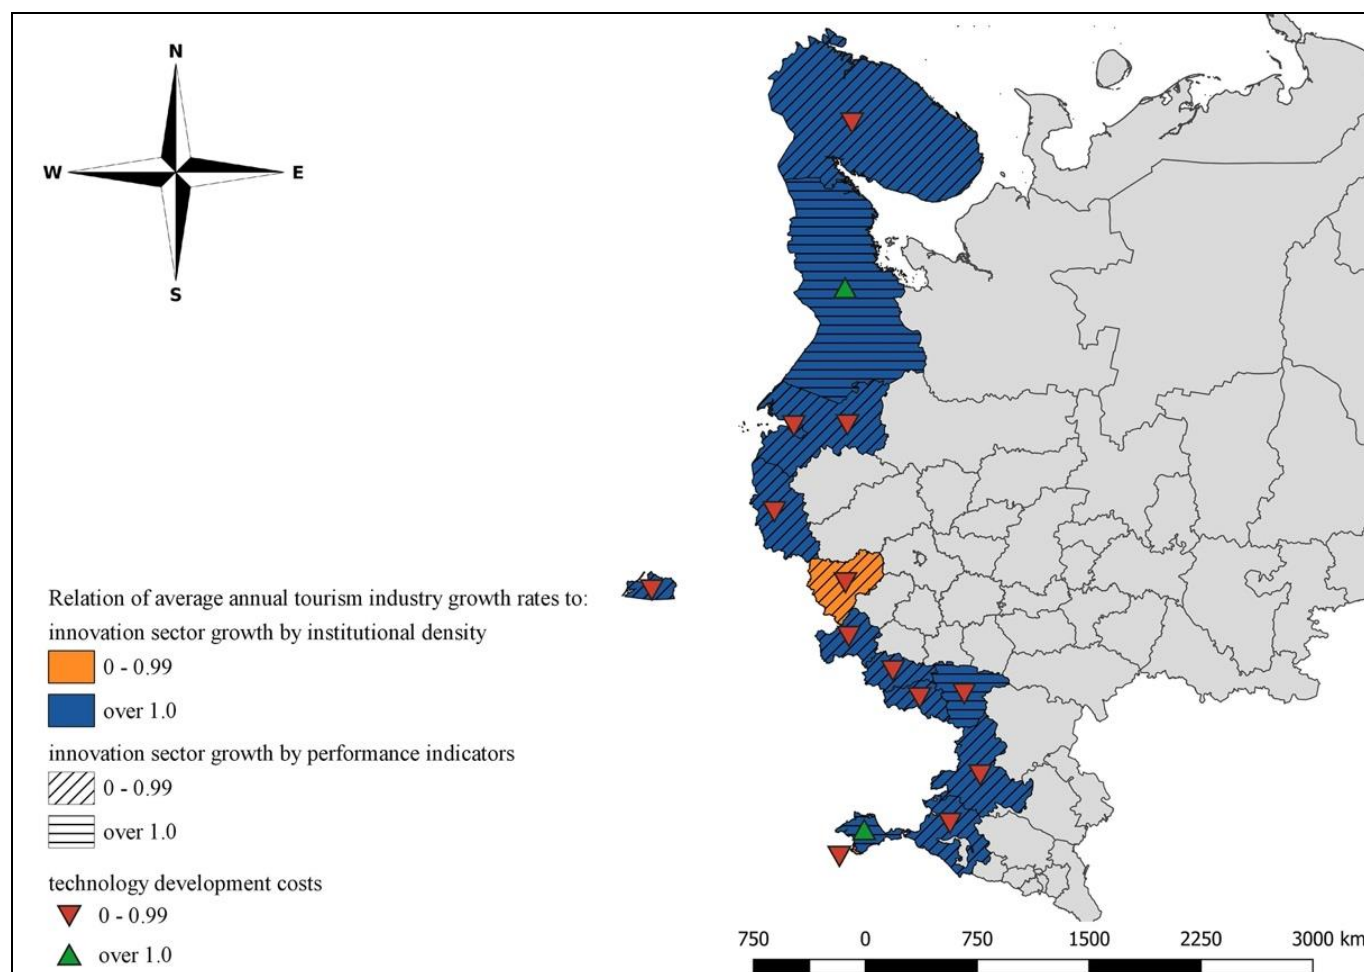 N
W
E
S
Relation of average annual tourism industry growth rates to:
innovation sector growth by institutional density
0 - 0.99
over 1.0
innovation sector growth by performance indicators
0 - 0.99
over 1.0
technology development costs
0 - 0.99
over 1.0
750 0 750 1500 2250 3000 km